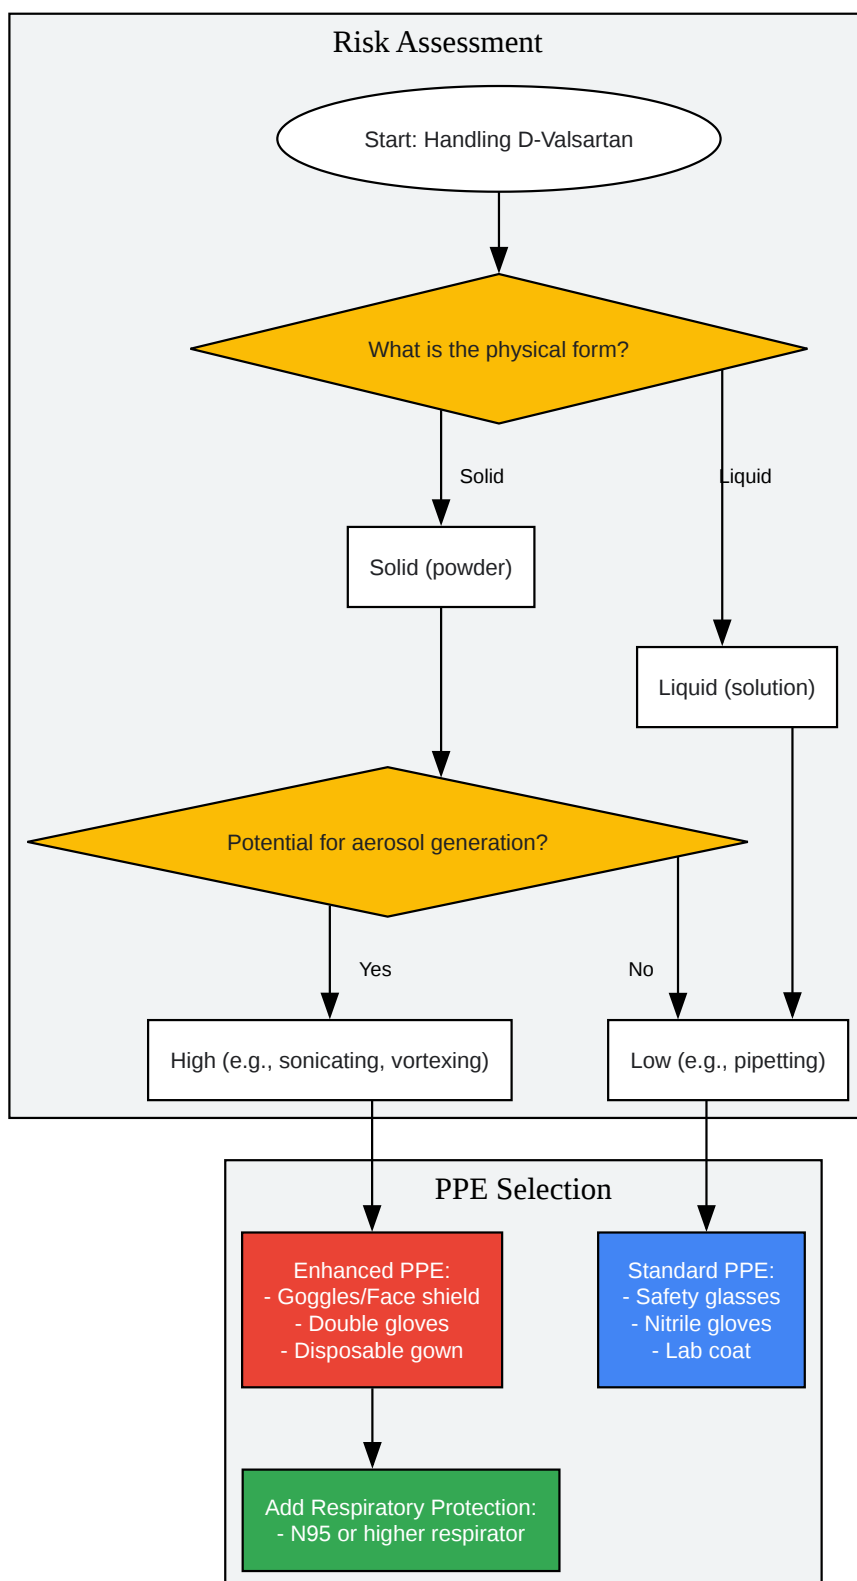 Risk Assessment
Start: Handling D-Valsartan
What is the physical form?
Solid
Liquid
Solid (powder)
Liquid (solution)
Potential for aerosol generation?
Yes
No
High (e.g., sonicating, vortexing)
Low (e.g., pipetting)
PPE Selection
Enhanced PPE:
- Goggles/Face shield
- Double gloves
- Disposable gown
Standard PPE:
- Safety glasses
- Nitrile gloves
- Lab coat
Add Respiratory Protection:
- N95 or higher respirator